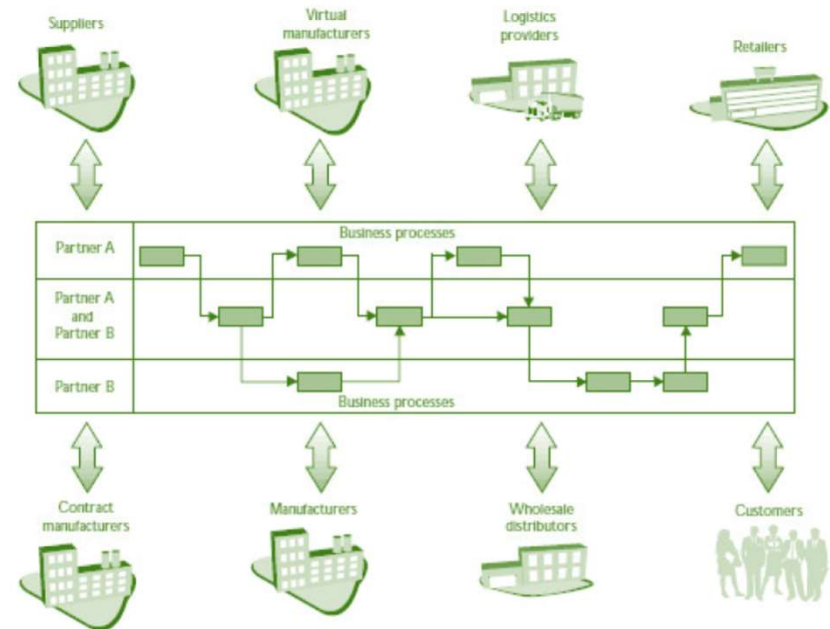 Suppliers
Virtual
manufacturers
Logistics
providers
Retailers
Business processes
Partner A
Partner A
and
Partner B
Partner B
Business processes
Contract
manufacturers
Manufacturers
Wholesale
distributors
Customers